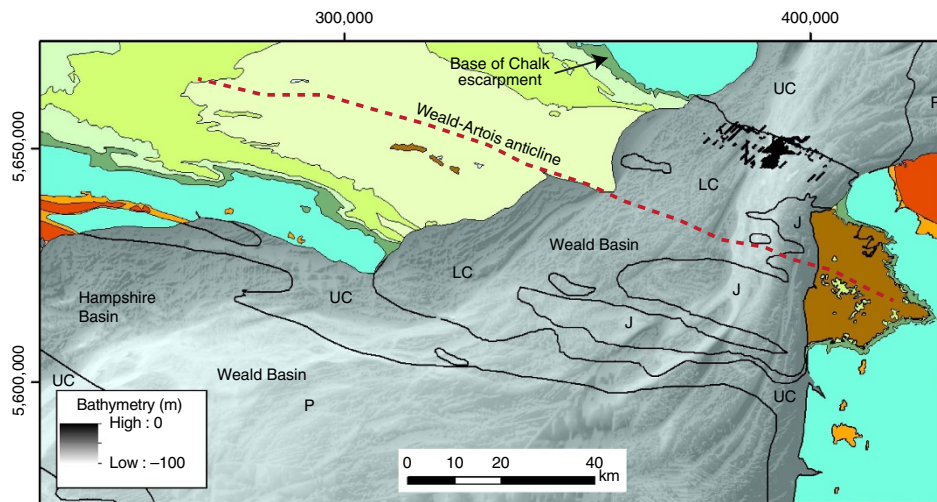 300,000
400,000
Base of Chalk
escarpment
UC
P
Weald-Artois anticline
5,650,000
LC
J
Weald Basin
LC
UC
J
J
Hampshire
Basin
UC
Weald Basin
P
UC
5,600,000
Bathymetry (m)
High : 0
Low : –100
0 10 20 40
km